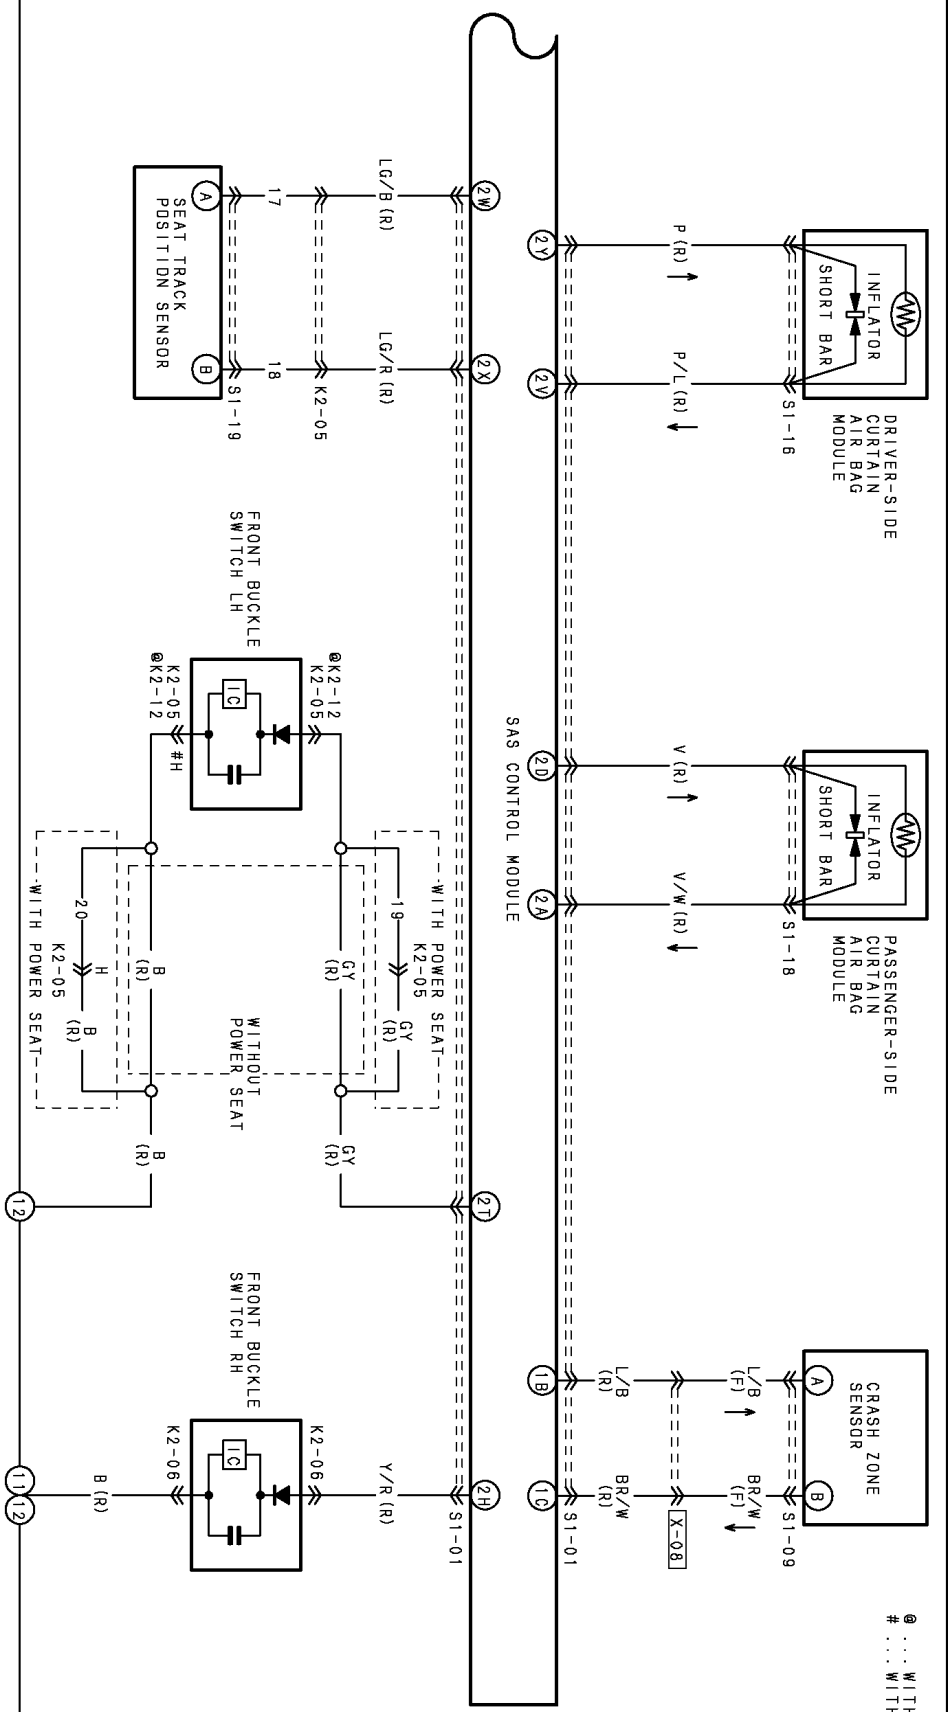 @ ... WITH
# ... WITH
DRIVER-SIDE
CURTAIN
AIR BAG
MODULE
INFLATOR
SHORT BAR
S1-16
P (R)
P/L (R)
2Y
2V
PASSENGER-SIDE
CURTAIN
AIR BAG
MODULE
INFLATOR
SHORT BAR
S1-18
V (R)
V/W (R)
2D
2A
CRASH ZONE
SENSOR
A
B
S1-09
L/B
(F)
BR/W
(F)
X-08
L/B
(R)
BR/W
(R)
S1-01
1B
1C
SAS CONTROL MODULE
2W
2X
2T
2H
S1-01
LG/B (R)
LG/R (R)
K2-05
17
18
S1-19
A
B
SEAT TRACK
POSITION SENSOR
FRONT BUCKLE
SWITCH LH
@K2-12
K2-05
IC
K2-05
@K2-12
#H
WITH POWER SEAT
K2-05
19
GY
(R)
GY
(R)
GY
(R)
WITHOUT
POWER SEAT
B
(R)
B
(R)
H
20
B
(R)
K2-05
WITH POWER SEAT
12
FRONT BUCKLE
SWITCH RH
Y/R (R)
K2-06
IC
K2-06
B (R)
11
12